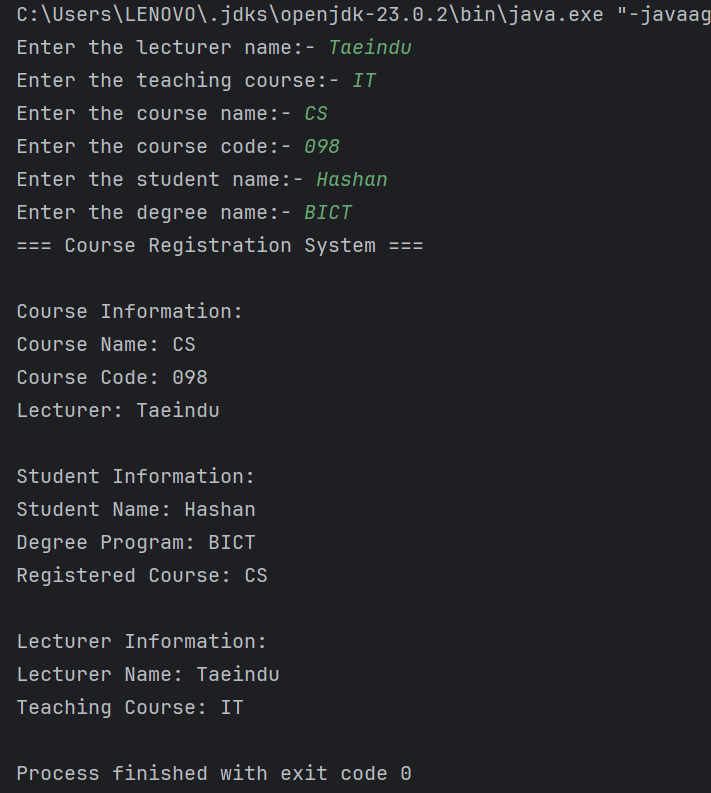 C:\Users\LENOVO\.jdks\openjdk-23.0.2\bin\java.exe "-javaag
Enter the lecturer name:- Taeindu
Enter the teaching course:- IT
Enter the course name:- CS
Enter the course code:- 098
Enter the student name:- Hashan
Enter the degree name:- BICT
=== Course Registration System ===
Course Information:
Course Name: CS
Course Code: 098
Lecturer: Taeindu
Student Information:
Student Name: Hashan
Degree Program: BICT
Registered Course: CS
Lecturer Information:
Lecturer Name: Taeindu
Teaching Course: IT
Process finished with exit code 0